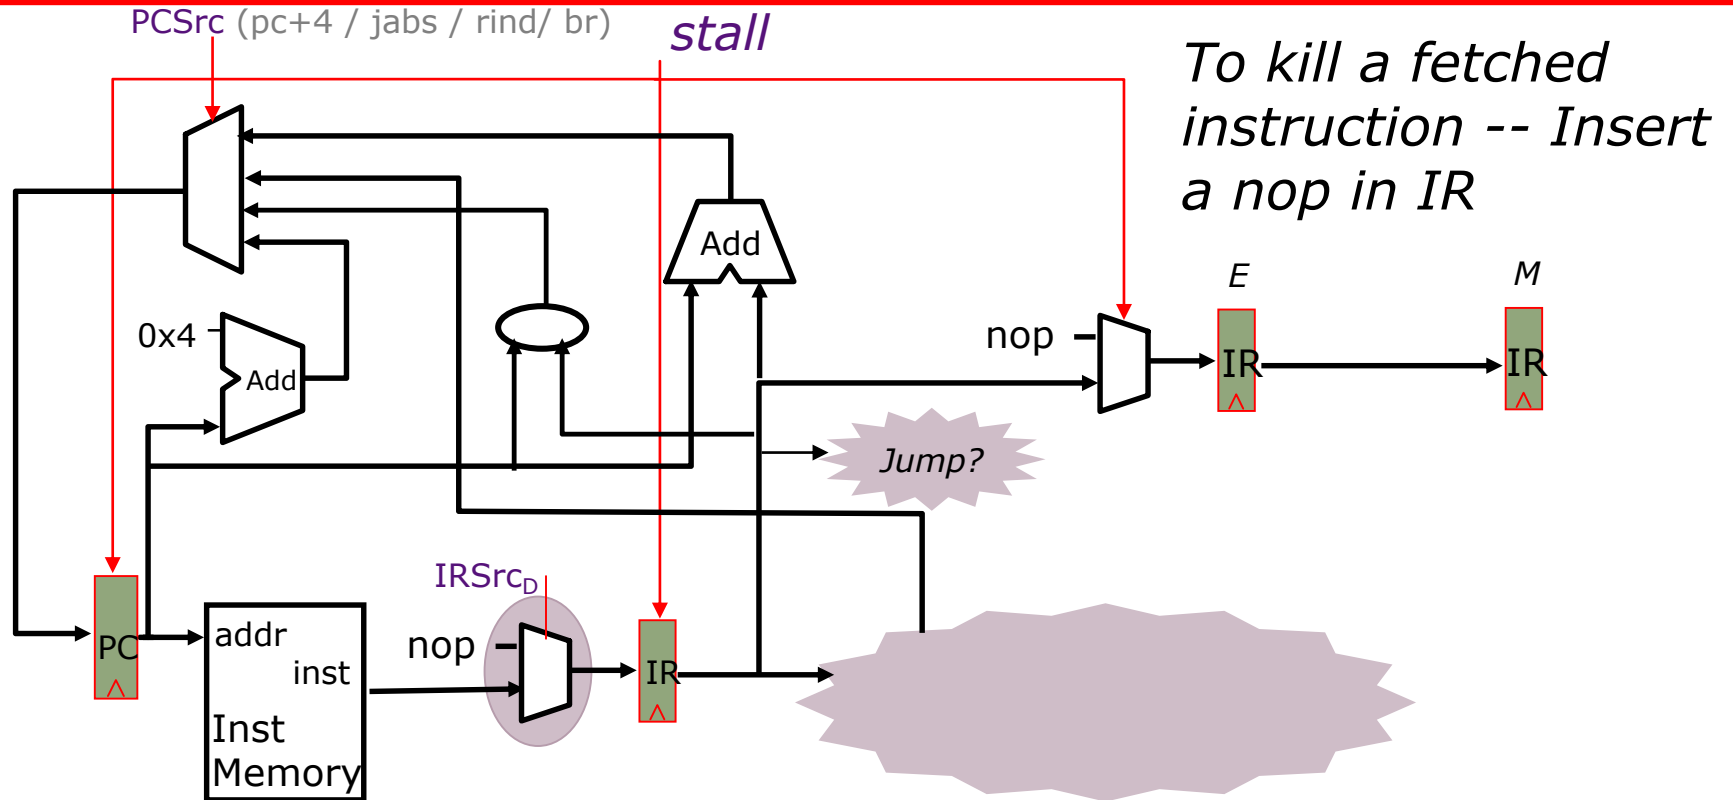 PCSrc (pc+4 / jabs / rind/ br)
stall
To kill a fetched
instruction -- Insert
a nop in IR
Add
E
M
0x4
Add
nop
IR
IR
Jump?
IRSrcD
PC
addr
inst
Inst
Memory
nop
IR